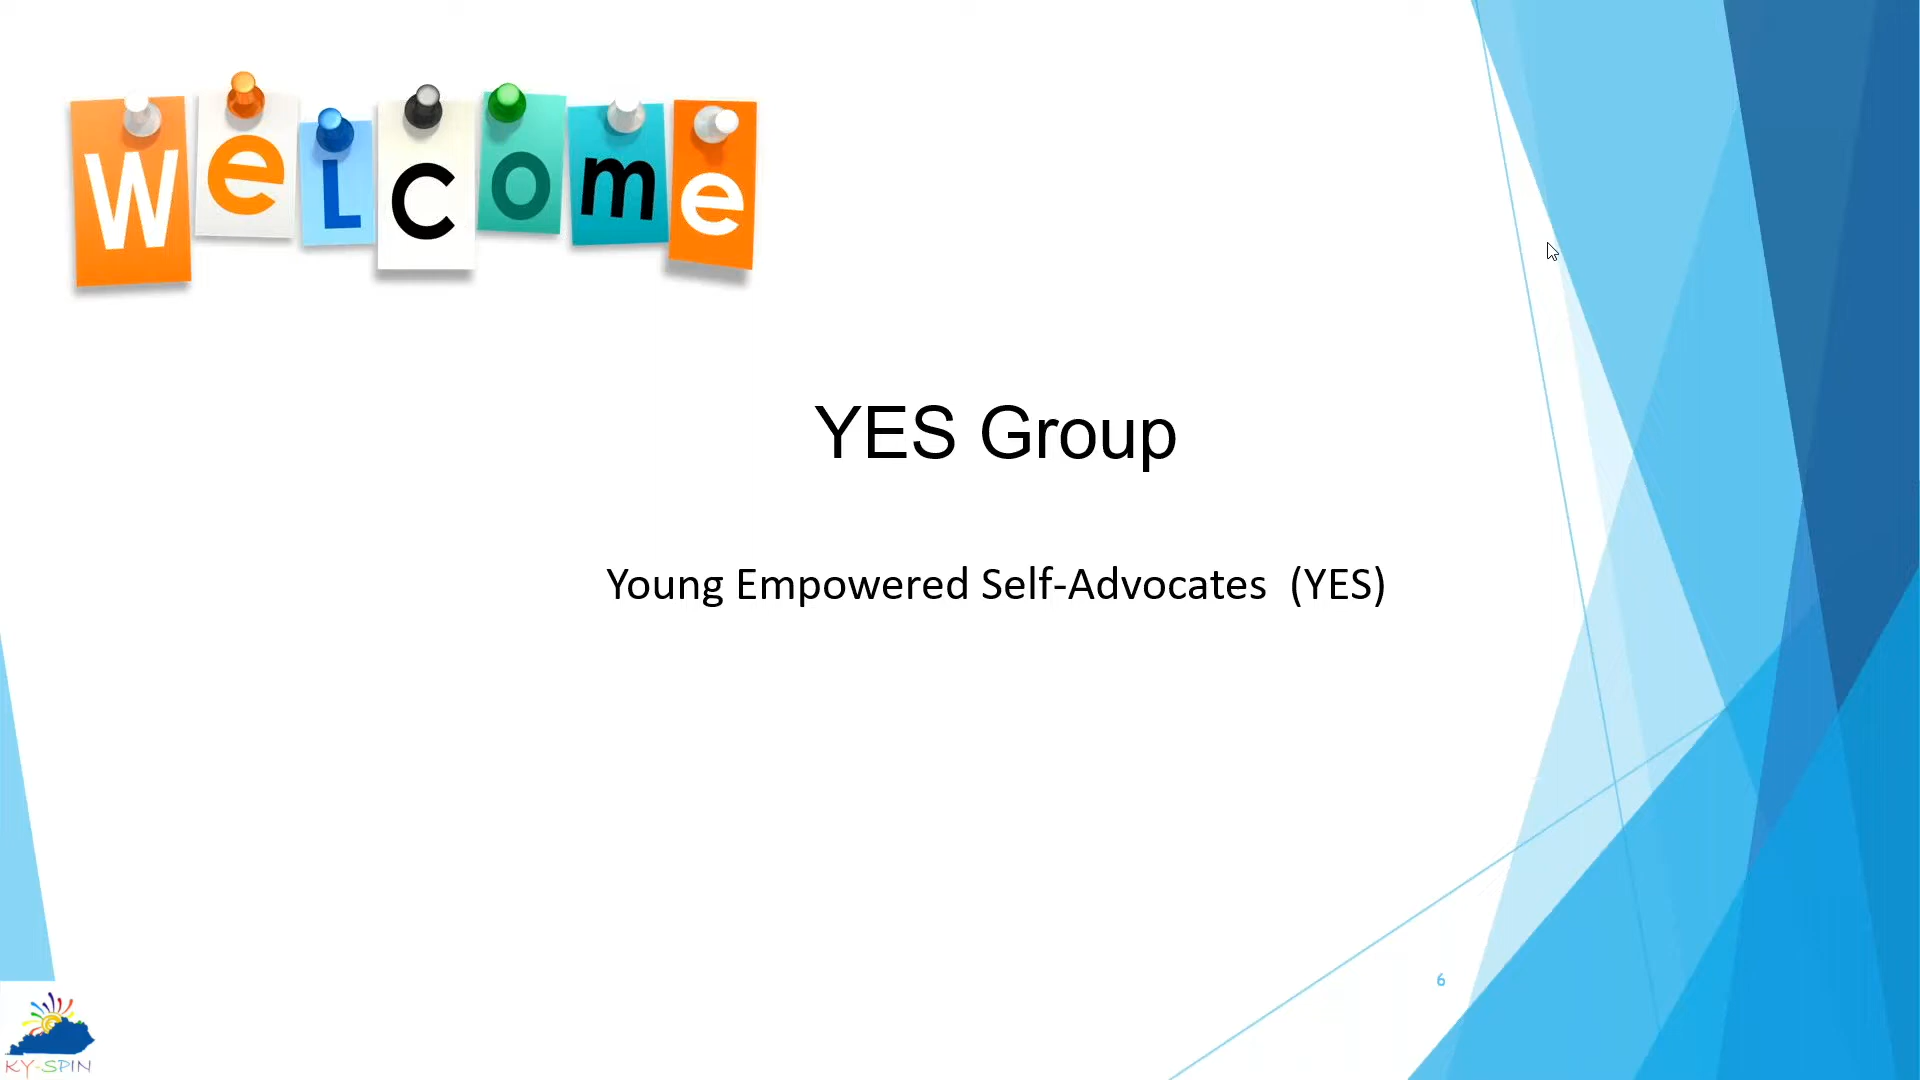 WeLcome
YES Group
Young Empowered Self-Advocates (YES)
6
KY-SPIN